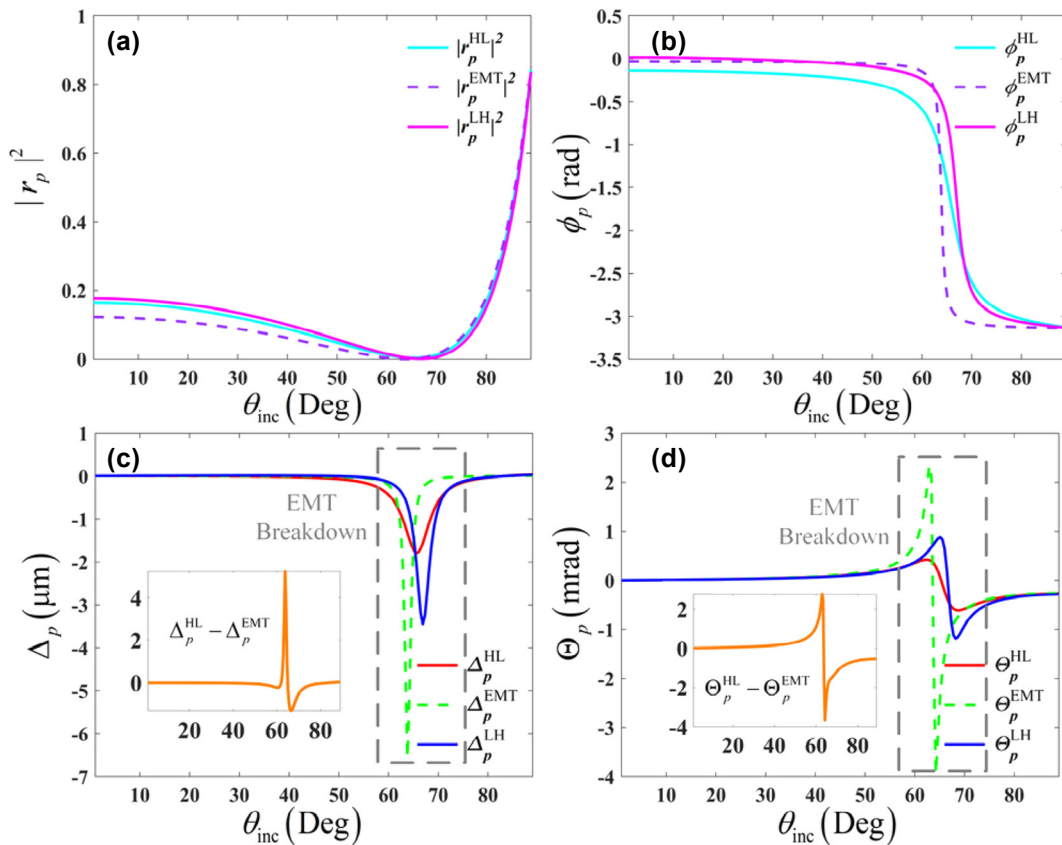 (a)
|r_p^HL|²
|r_p^EMT|²
|r_p^LH|²
|r_p|²
1
0.8
0.6
0.4
0.2
0
10 20 30 40 50 60 70 80
θ_inc (Deg)
(b)
ϕ_p^HL
ϕ_p^EMT
ϕ_p^LH
ϕ_p (rad)
0.5
0
-0.5
-1
-1.5
-2
-2.5
-3
-3.5
10 20 30 40 50 60 70 80
θ_inc (Deg)
(c)
EMT
Breakdown
Δ_p (μm)
1
0
-1
-2
-3
-4
-5
-6
-7
Δ_p^HL − Δ_p^EMT
4
2
0
20 40 60 80
Δ_p^HL
Δ_p^EMT
Δ_p^LH
10 20 30 40 50 60 70 80
θ_inc (Deg)
(d)
EMT
Breakdown
Θ_p (mrad)
3
2
1
0
-1
-2
-3
-4
Θ_p^HL − Θ_p^EMT
2
0
-2
-4
20 40 60 80
Θ_p^HL
Θ_p^EMT
Θ_p^LH
10 20 30 40 50 60 70 80
θ_inc (Deg)